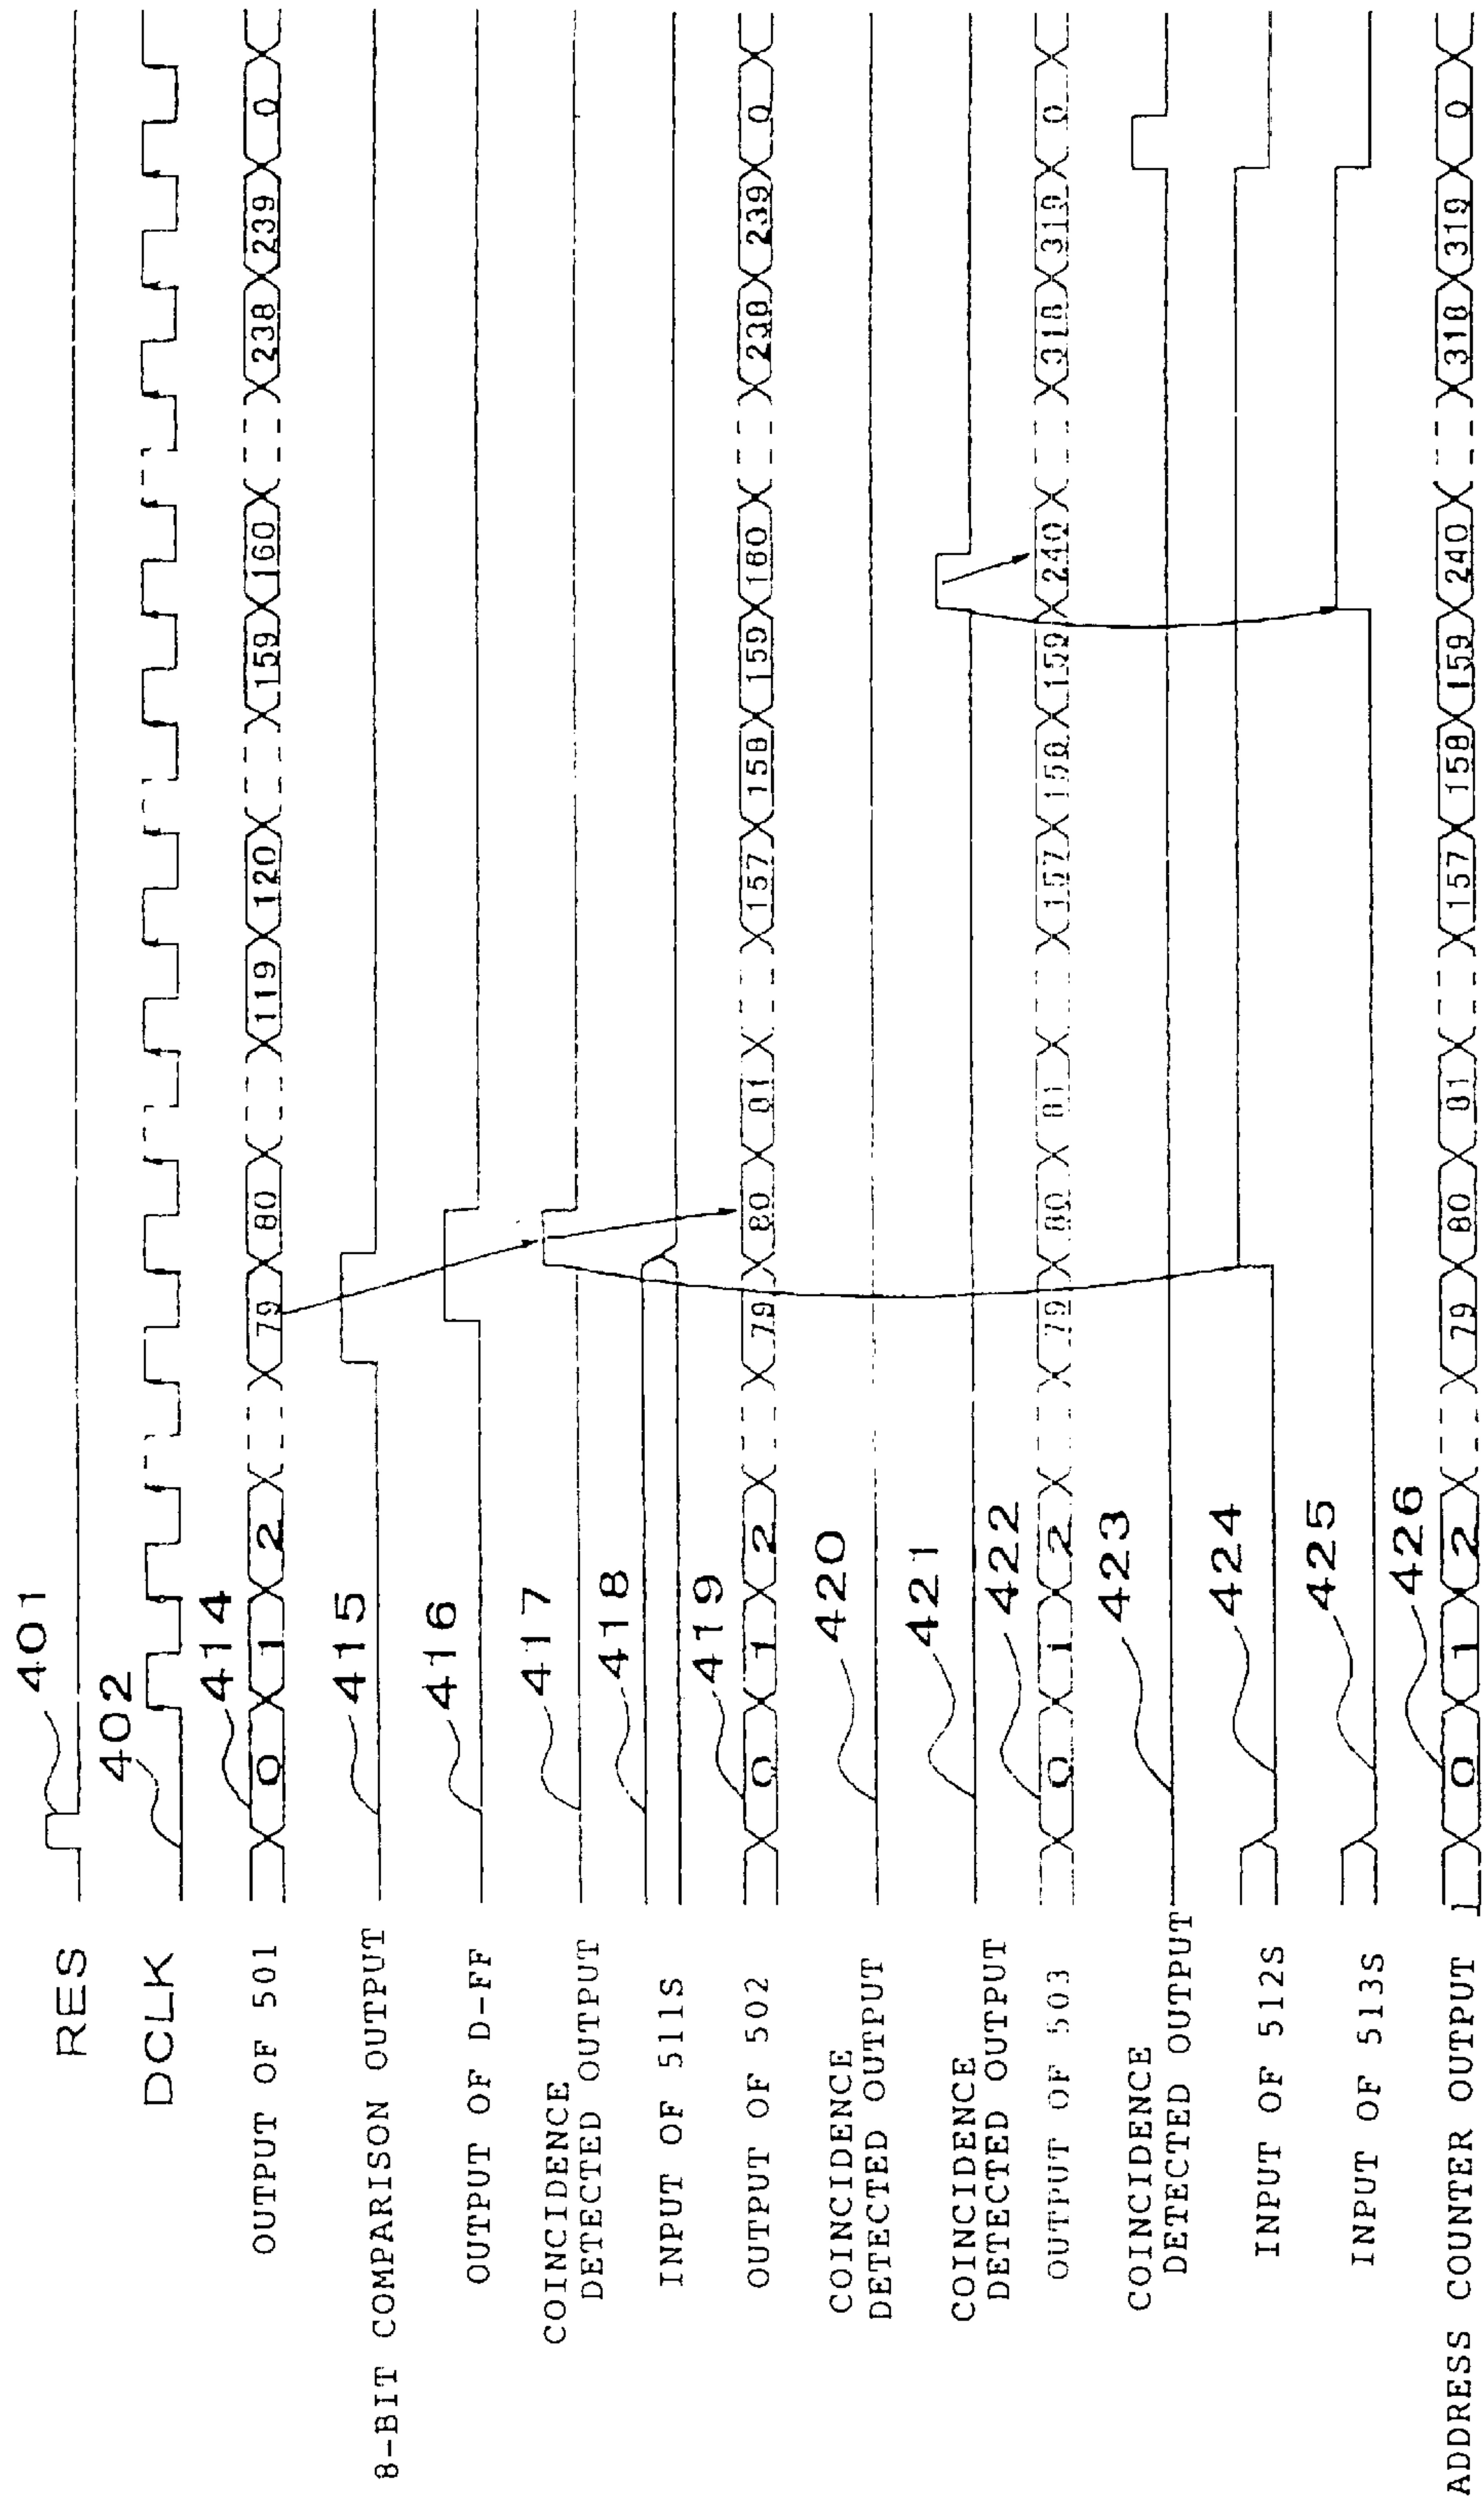 RES 401
DCLK 402
OUTPUT OF 501 414 0 1 2 79 80 119 120 159 160 238 239 0
8-BIT COMPARISON OUTPUT 415
OUTPUT OF D-FF 416
COINCIDENCE
DETECTED OUTPUT 417
INPUT OF 511S 418
OUTPUT OF 502 419 0 1 2 79 80 81 157 158 159 160 238 239 0
COINCIDENCE
DETECTED OUTPUT 420
COINCIDENCE
DETECTED OUTPUT 421
OUTPUT OF 503 422 0 1 2 79 80 81 157 158 159 240 318 319 0
COINCIDENCE
DETECTED OUTPUT 423
INPUT OF 512S 424
INPUT OF 513S 425
ADDRESS COUNTER OUTPUT 426 0 1 2 79 80 81 157 158 159 240 318 319 0